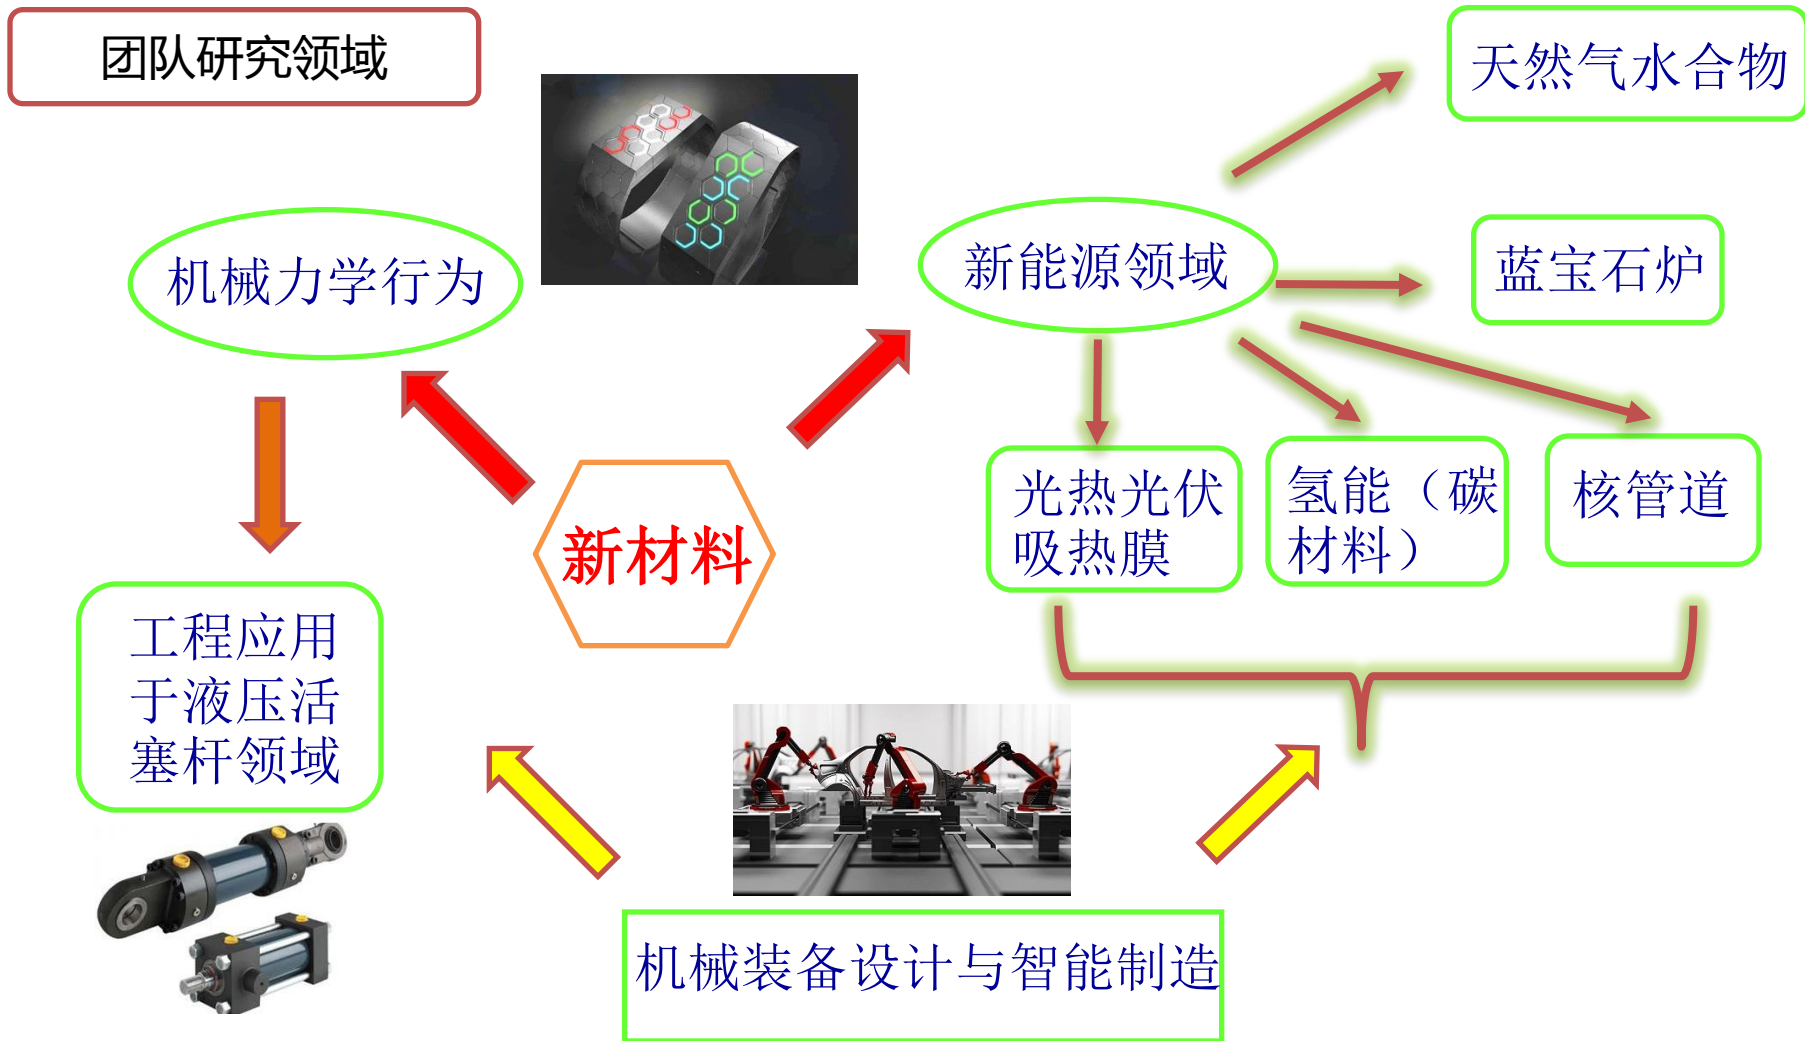 团队研究领域
天然气水合物
机械力学行为
新能源领域
蓝宝石炉
光热光伏
吸热膜
氢能（碳
材料）
核管道
新材料
工程应用
于液压活
塞杆领域
机械装备设计与智能制造